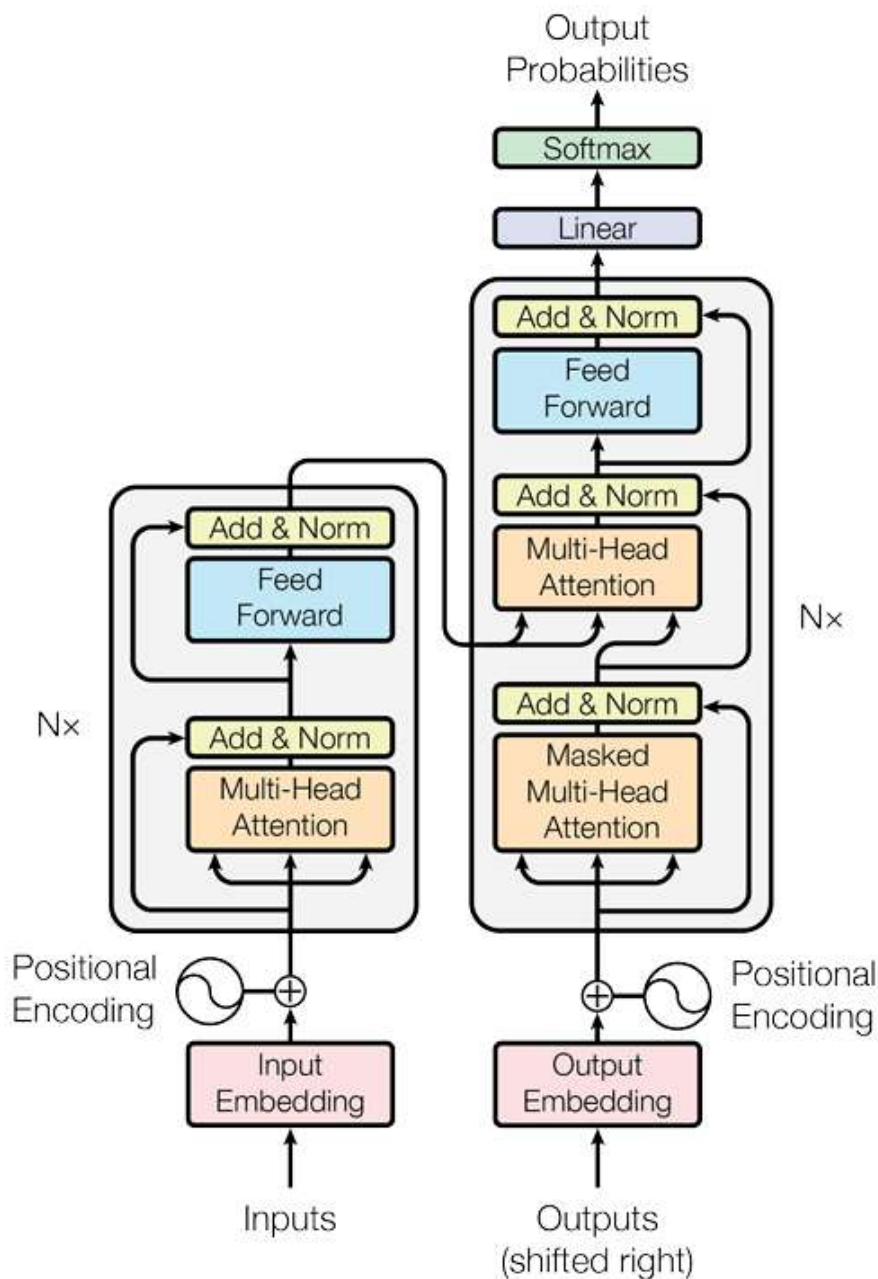 Output
Probabilities
Softmax
Linear
Add & Norm
Feed
Forward
Add & Norm
Multi-Head
Attention
Add & Norm
Masked
Multi-Head
Attention
N×
Add & Norm
Feed
Forward
Add & Norm
Multi-Head
Attention
N×
Positional
Encoding
Positional
Encoding
Input
Embedding
Output
Embedding
Inputs
Outputs
(shifted right)